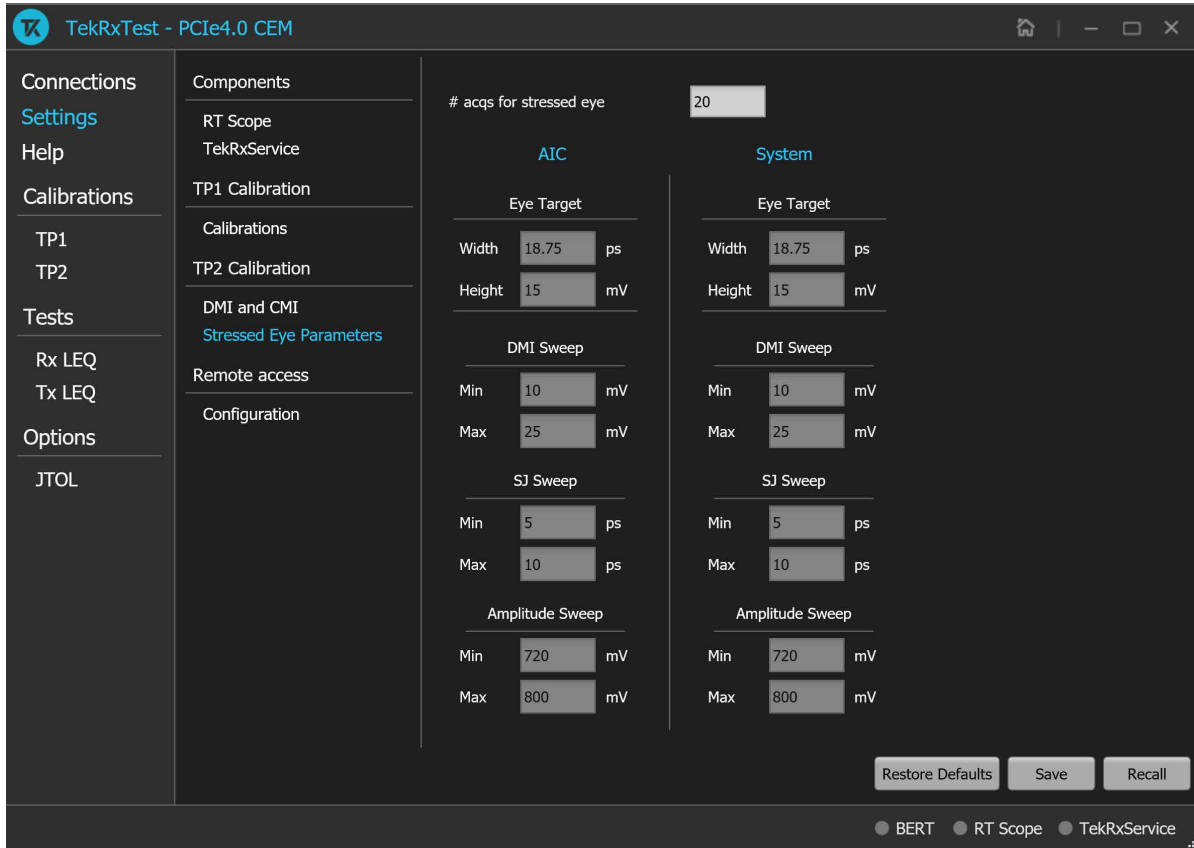 TekRxTest - PCIe4.0 CEM
Connections
Settings
Help
Calibrations
TP1
TP2
Tests
Rx LEQ
Tx LEQ
Options
JTOL
Components
RT Scope
TekRxService
TP1 Calibration
Calibrations
TP2 Calibration
DMI and CMI
Stressed Eye Parameters
Remote access
Configuration
# acqs for stressed eye 20
AIC
Eye Target
Width 18.75 ps
Height 15 mV
DMI Sweep
Min 10 mV
Max 25 mV
SJ Sweep
Min 5 ps
Max 10 ps
Amplitude Sweep
Min 720 mV
Max 800 mV
System
Eye Target
Width 18.75 ps
Height 15 mV
DMI Sweep
Min 10 mV
Max 25 mV
SJ Sweep
Min 5 ps
Max 10 ps
Amplitude Sweep
Min 720 mV
Max 800 mV
Restore Defaults Save Recall
BERT RT Scope TekRxService